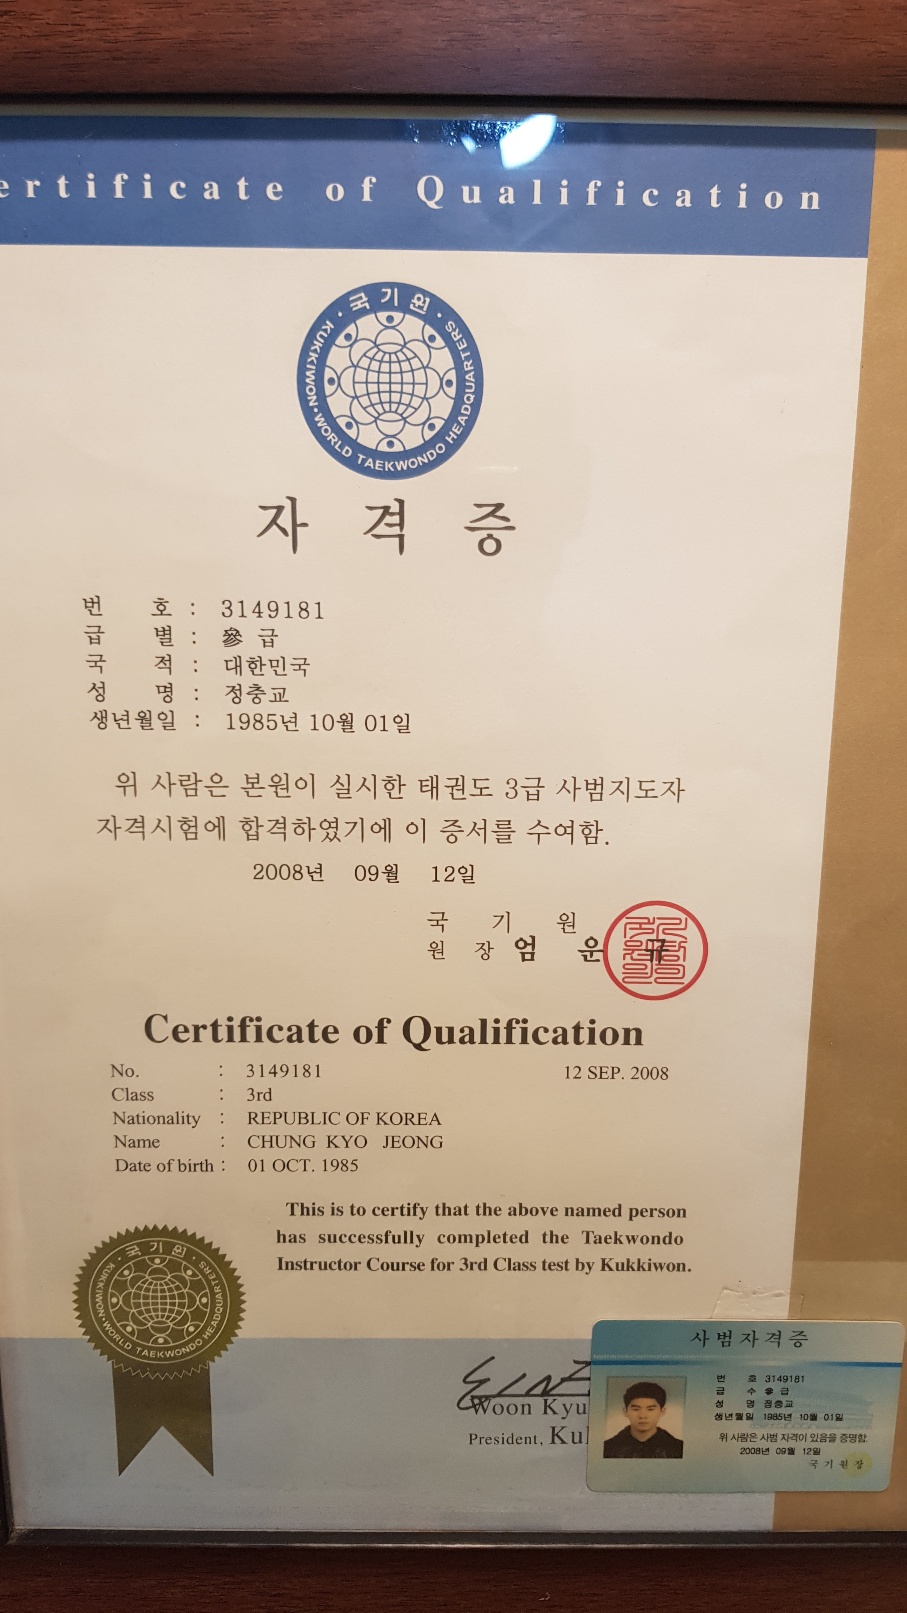 ertificate of Qualification
· 국기원 ·
KUKKIWON · WORLD TAEKWONDO HEADQUARTERS
자 격 증
번 호 : 3149181
급 별 : 參 급
국 적 : 대한민국
성 명 : 정충교
생년월일 : 1985년 10월 01일
위 사람은 본원이 실시한 태권도 3급 사범지도자
자격시험에 합격하였기에 이 증서를 수여함.
2008년 09월 12일
국 기 원
원 장 엄 운 규
Certificate of Qualification
No. : 3149181 12 SEP. 2008
Class : 3rd
Nationality : REPUBLIC OF KOREA
Name : CHUNG KYO JEONG
Date of birth : 01 OCT. 1985
This is to certify that the above named person
has successfully completed the Taekwondo
Instructor Course for 3rd Class test by Kukkiwon.
· 국기원 ·
KUKKIWON · WORLD TAEKWONDO HEADQUARTERS
Woon Kyu
President, Kuk
사범자격증
번 호 3149181
급 수 參 급
성 명 정충교
생년월일 1985년 10월 01일
위 사람은 사범 자격이 있음을 증명함.
2008년 09월 12일
국기원장